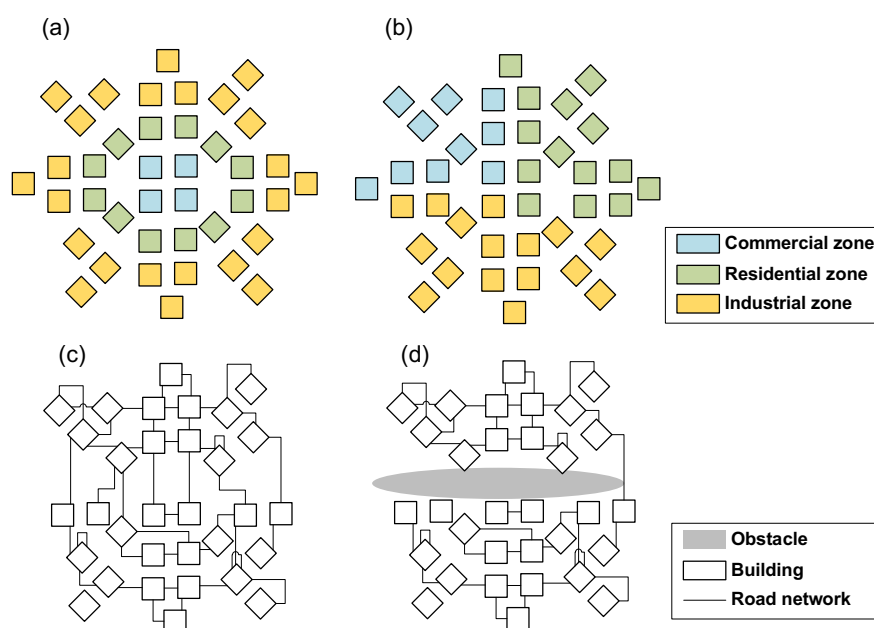 (a)
(b)
Commercial zone
Residential zone
Industrial zone
(c)
(d)
Obstacle
Building
Road network